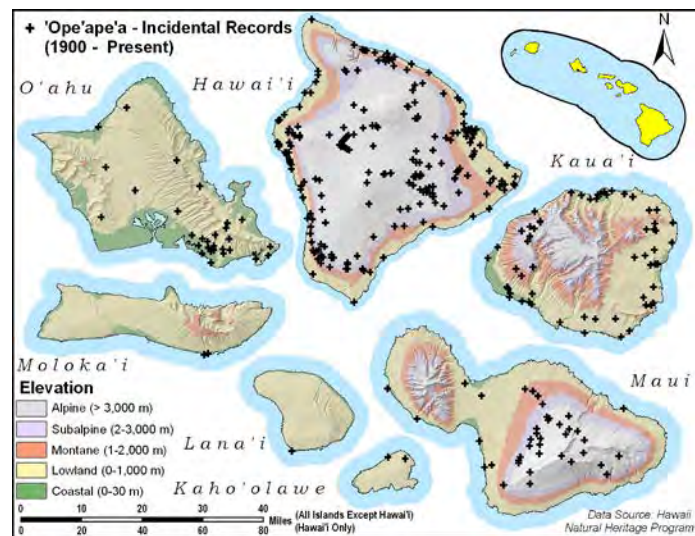 + 'Ope'ape'a - Incidental Records
(1900 - Present)
N
O'ahu
Hawai'i
Kaua'i
Moloka'i
Maui
Lana'i
Kaho'olawe
Elevation
Alpine (> 3,000 m)
Subalpine (2-3,000 m)
Montane (1-2,000 m)
Lowland (0-1,000 m)
Coastal (0-30 m)
0 5 10 20 30 40
Miles (All Islands Except Hawai'i)
(Hawai'i Only)
0 10 20 40 60 80
Data Source: Hawaii
Natural Heritage Program